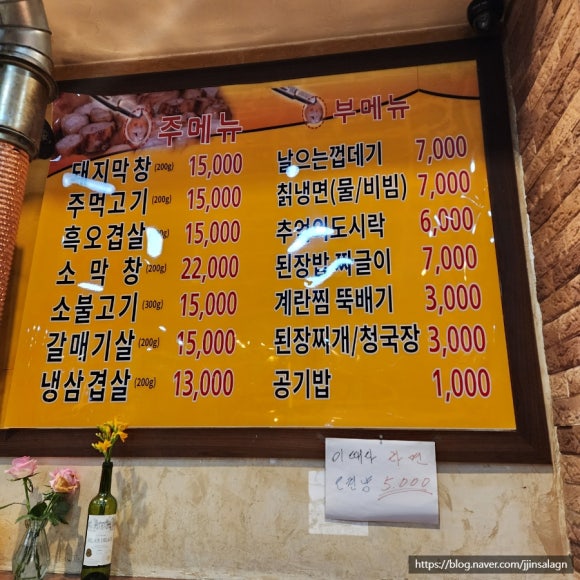 주메뉴
돼지막창(200g) 15,000
주먹고기(200g) 15,000
흑오겹살(200g) 15,000
소막창(200g) 22,000
소불고기(300g) 15,000
갈매기살(200g) 15,000
냉삼겹살(200g) 13,000
부메뉴
날으는껍데기 7,000
칡냉면(물/비빔) 7,000
추억의도시락 6,000
된장밥 찌글이 7,000
계란찜 뚝배기 3,000
된장찌개/청국장 3,000
공기밥 1,000
라면
5.000
https://blog.naver.com/jjinsalagn